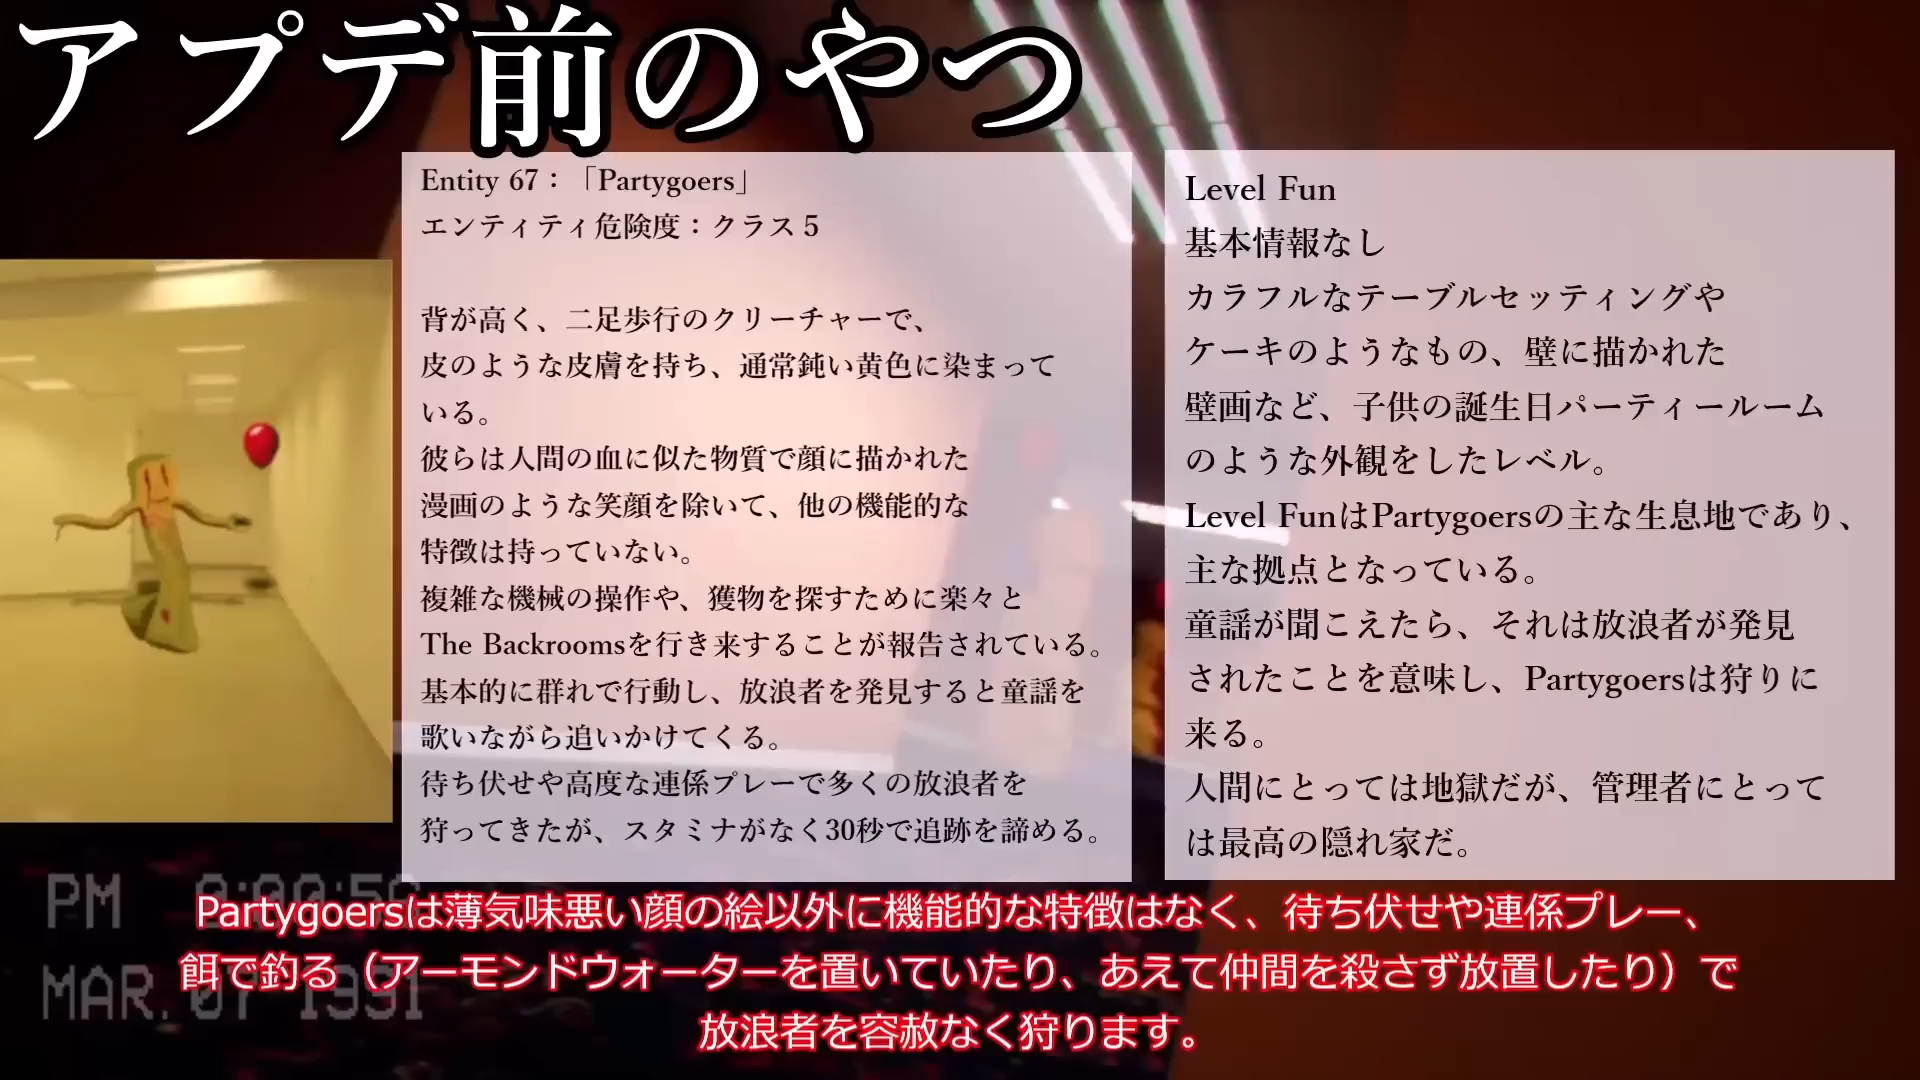 アプデ前のやつ
Entity 67：「Partygoers」
エンティティ危険度：クラス５
背が高く、二足歩行のクリーチャーで、
皮のような皮膚を持ち、通常鈍い黄色に染まって
いる。
彼らは人間の血に似た物質で顔に描かれた
漫画のような笑顔を除いて、他の機能的な
特徴は持っていない。
複雑な機械の操作や、獲物を探すために楽々と
The Backroomsを行き来することが報告されている。
基本的に群れで行動し、放浪者を発見すると童謡を
歌いながら追いかけてくる。
待ち伏せや高度な連係プレーで多くの放浪者を
狩ってきたが、スタミナがなく30秒で追跡を諦める。
Level Fun
基本情報なし
カラフルなテーブルセッティングや
ケーキのようなもの、壁に描かれた
壁画など、子供の誕生日パーティールーム
のような外観をしたレベル。
Level FunはPartygoersの主な生息地であり、
主な拠点となっている。
童謡が聞こえたら、それは放浪者が発見
されたことを意味し、Partygoersは狩りに
来る。
人間にとっては地獄だが、管理者にとって
は最高の隠れ家だ。
PM
MAR. 07 1991
Partygoersは薄気味悪い顔の絵以外に機能的な特徴はなく、待ち伏せや連係プレー、
餌で釣る（アーモンドウォーターを置いていたり、あえて仲間を殺さず放置したり）で
放浪者を容赦なく狩ります。